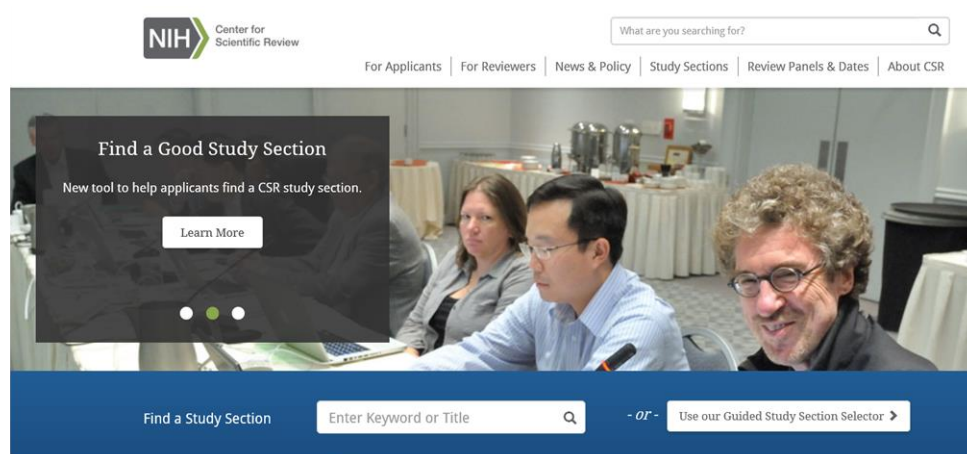 NIH
Center for
Scientific Review
What are you searching for?
For Applicants | For Reviewers | News & Policy | Study Sections | Review Panels & Dates | About CSR
Find a Good Study Section
New tool to help applicants find a CSR study section.
Learn More
Find a Study Section
Enter Keyword or Title
- or -
Use our Guided Study Section Selector